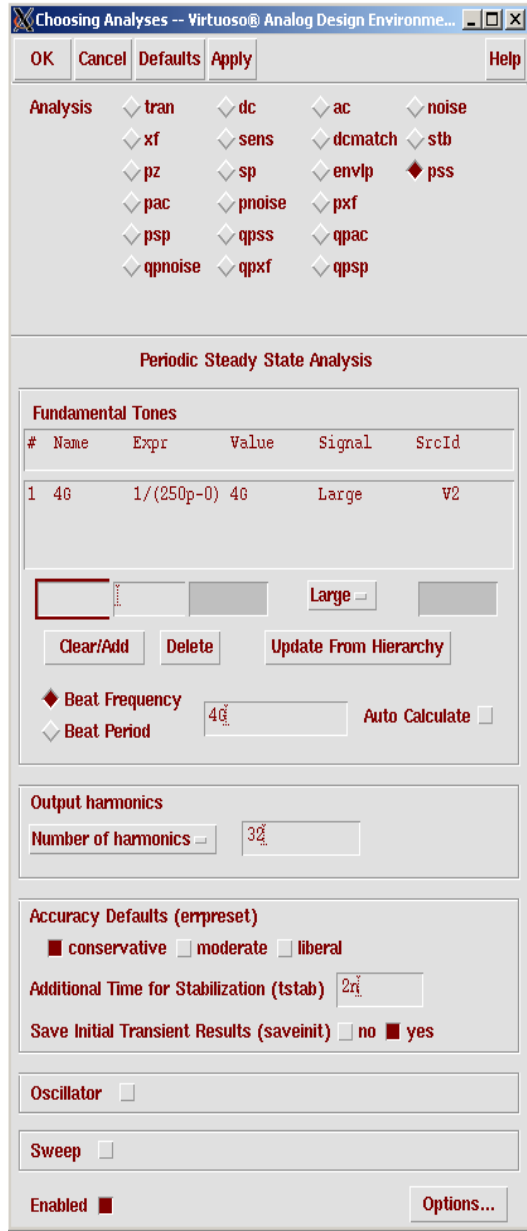 Choosing Analyses -- Virtuoso® Analog Design Environme...
OK Cancel Defaults Apply Help
Analysis tran dc ac noise
xf sens dcmatch stb
pz sp envlp pss
pac pnoise pxf
psp qpss qpac
qpnoise qpxf qpsp
Periodic Steady State Analysis
Fundamental Tones
# Name Expr Value Signal SrcId
1 4G 1/(250p-0) 4G Large V2
Large
Clear/Add Delete Update From Hierarchy
Beat Frequency 4G Auto Calculate
Beat Period
Output harmonics
Number of harmonics 32
Accuracy Defaults (errpreset)
conservative moderate liberal
Additional Time for Stabilization (tstab) 2n
Save Initial Transient Results (saveinit) no yes
Oscillator
Sweep
Enabled Options...